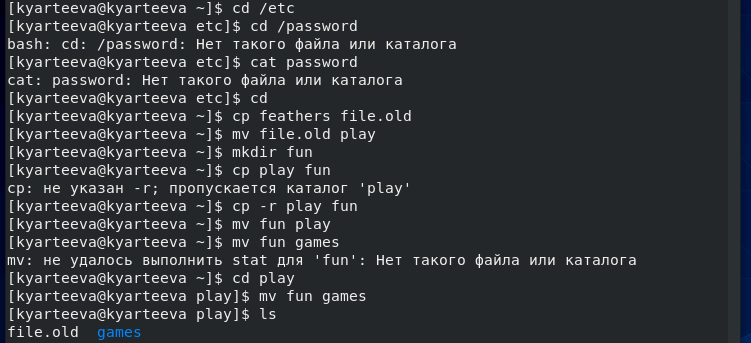 [kyarteeva@kyarteeva ~]$ cd /etc
[kyarteeva@kyarteeva etc]$ cd /password
bash: cd: /password: Нет такого файла или каталога
[kyarteeva@kyarteeva etc]$ cat password
cat: password: Нет такого файла или каталога
[kyarteeva@kyarteeva etc]$ cd
[kyarteeva@kyarteeva ~]$ cp feathers file.old
[kyarteeva@kyarteeva ~]$ mv file.old play
[kyarteeva@kyarteeva ~]$ mkdir fun
[kyarteeva@kyarteeva ~]$ cp play fun
cp: не указан -r; пропускается каталог 'play'
[kyarteeva@kyarteeva ~]$ cp -r play fun
[kyarteeva@kyarteeva ~]$ mv fun play
[kyarteeva@kyarteeva ~]$ mv fun games
mv: не удалось выполнить stat для 'fun': Нет такого файла или каталога
[kyarteeva@kyarteeva ~]$ cd play
[kyarteeva@kyarteeva play]$ mv fun games
[kyarteeva@kyarteeva play]$ ls
file.old  games